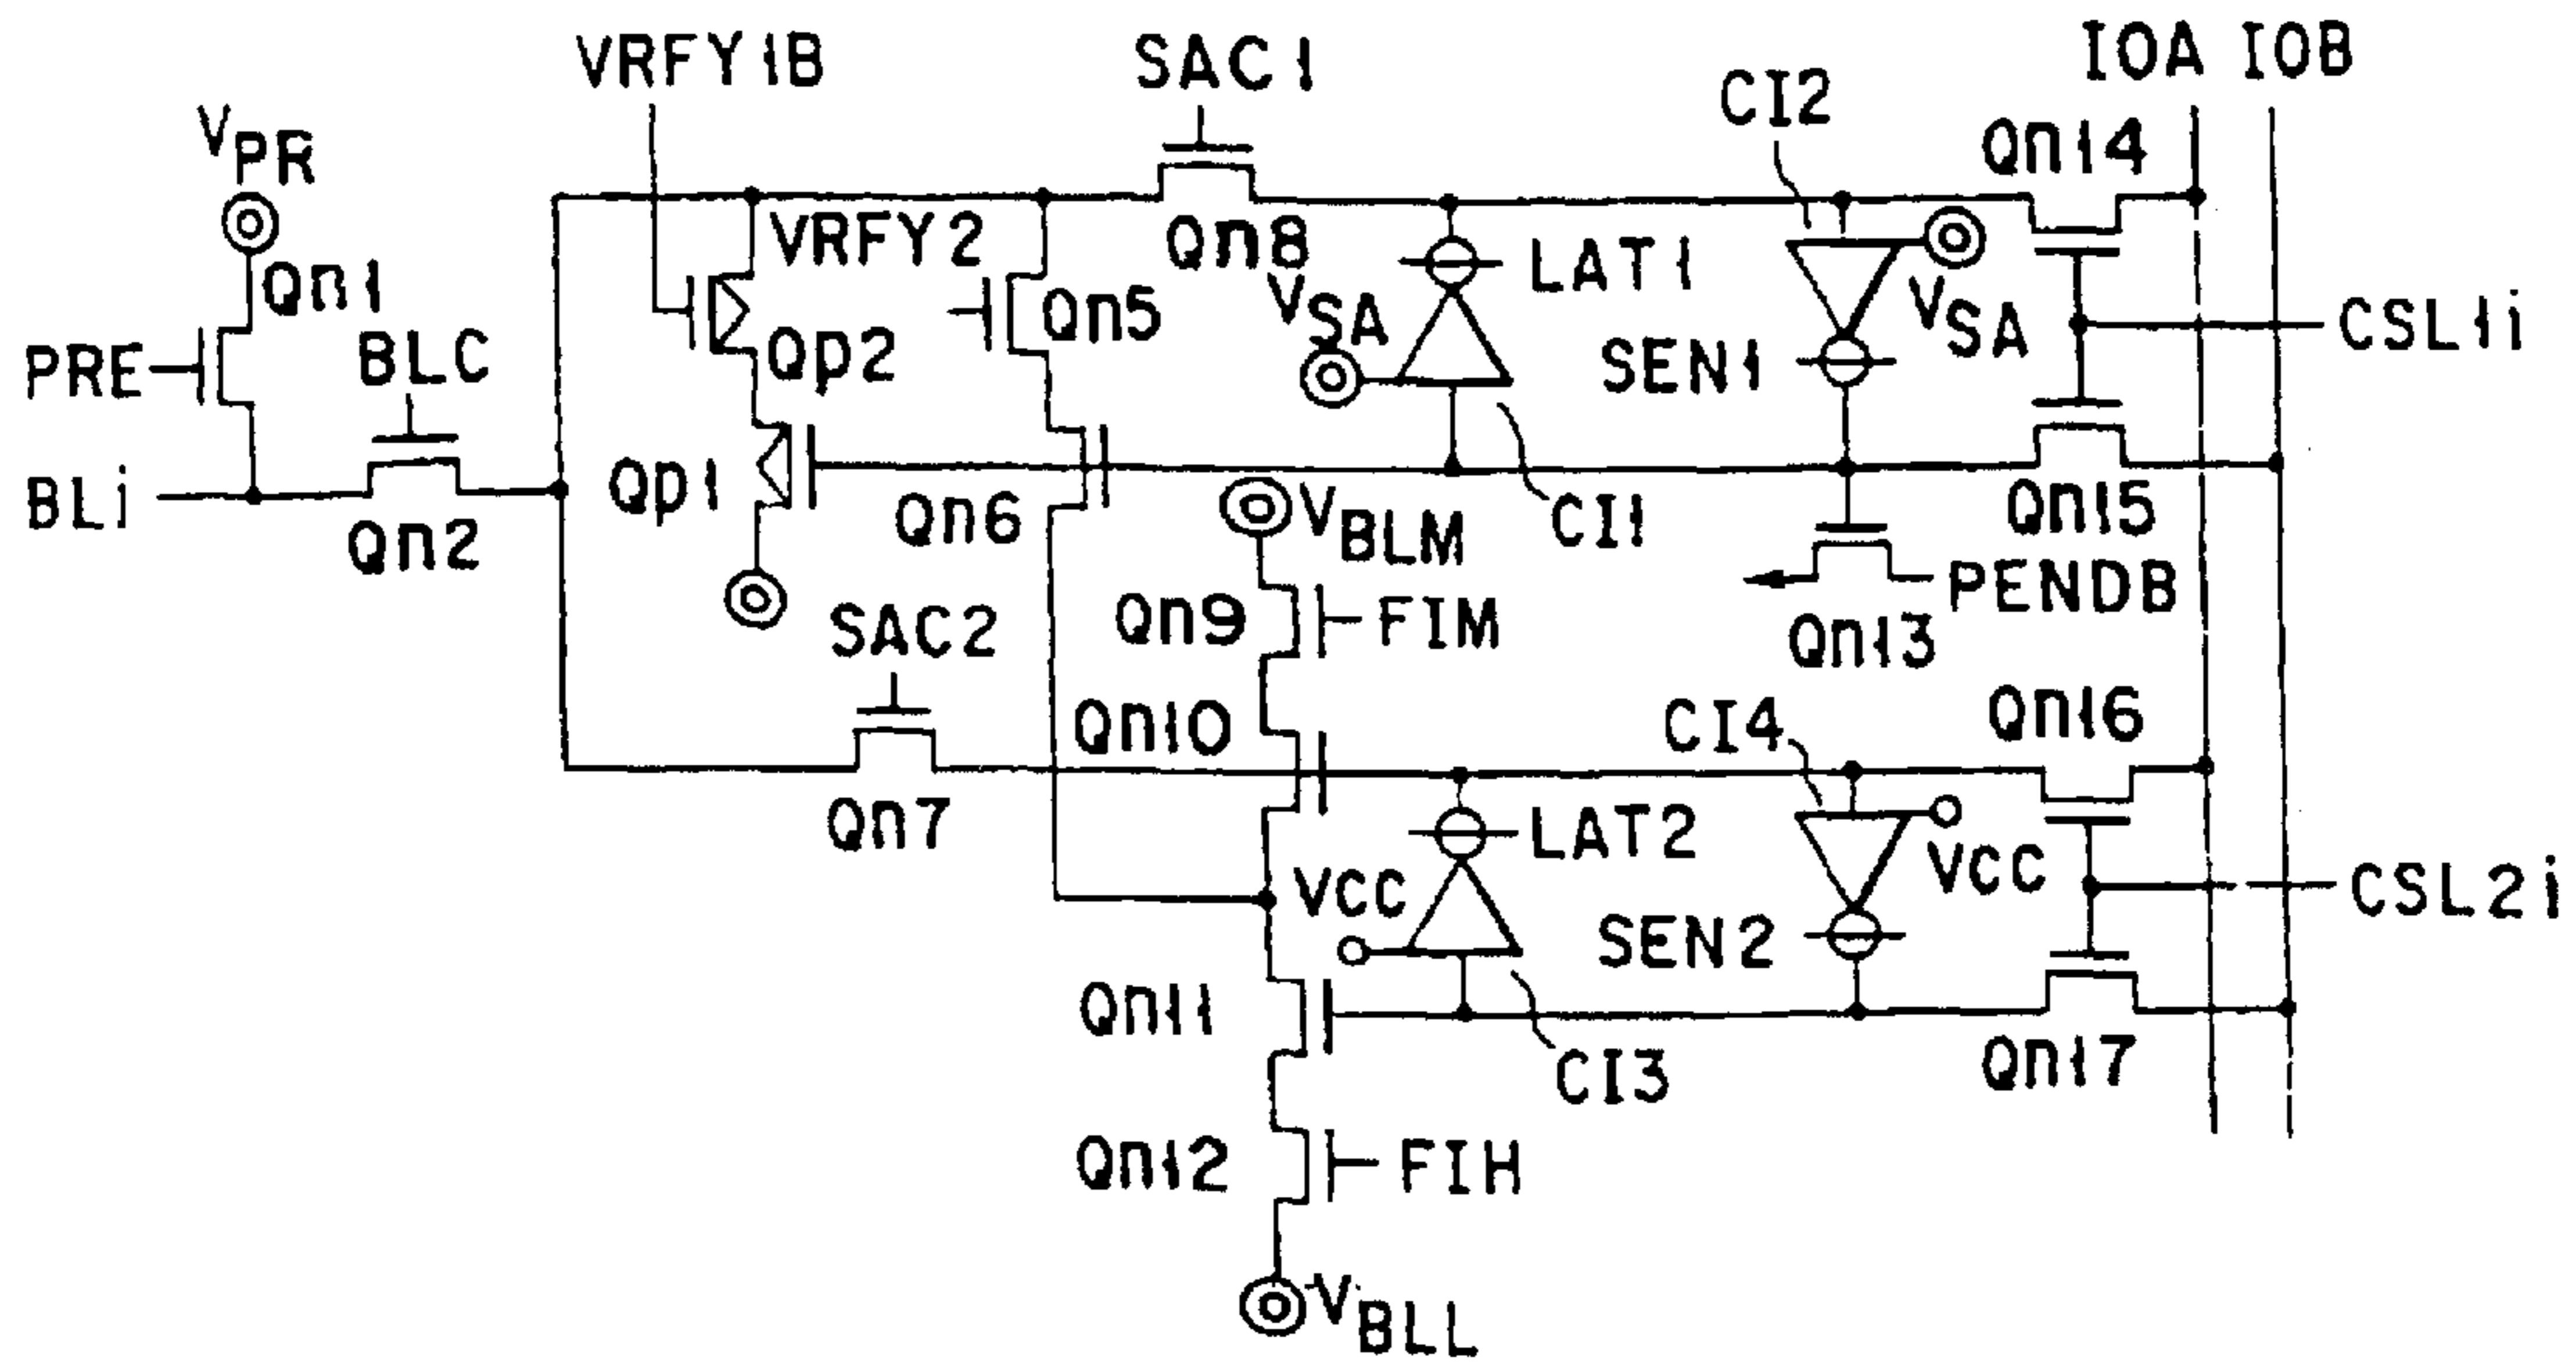 VRFY1B
SAC1
IOA IOB
CI2
VPR
Qn14
VRFY2
Qn8
LAT1
Qn1
VSA
Qn5
VSA
CSL1i
PRE
BLC
Qp2
SEN1
BLi
Qn2
Qp1
Qn6
VBLM
CI1
Qn15
SAC2
Qn9
FIM
PENDB
Qn13
Qn10
CI4
Qn16
Qn7
VCC
LAT2
VCC
CSL2i
SEN2
Qn11
CI3
Qn17
Qn12
FIH
VBLL